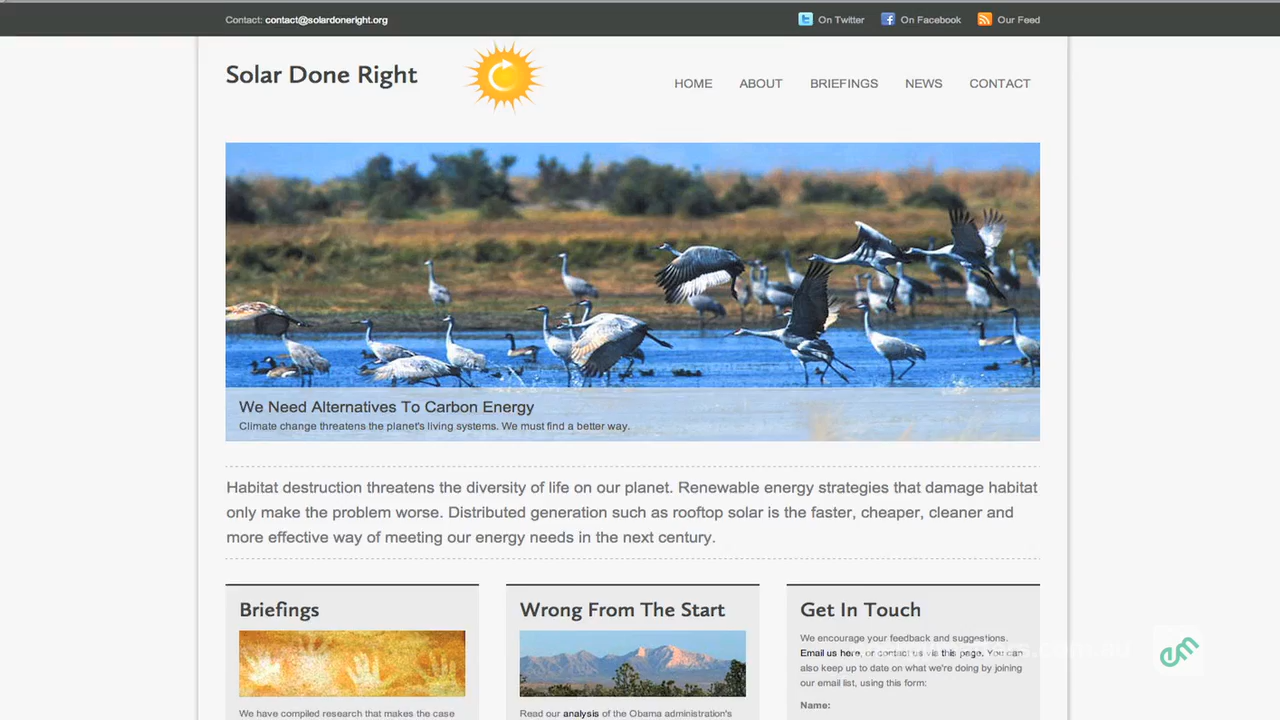 Contact: contact@solardoneright.org
On Twitter
On Facebook
Our Feed
Solar Done Right
HOME
ABOUT
BRIEFINGS
NEWS
CONTACT
We Need Alternatives To Carbon Energy
Climate change threatens the planet's living systems. We must find a better way.
Habitat destruction threatens the diversity of life on our planet. Renewable energy strategies that damage habitat
only make the problem worse. Distributed generation such as rooftop solar is the faster, cheaper, cleaner and
more effective way of meeting our energy needs in the next century.
Briefings
We have compiled research that makes the case
Wrong From The Start
Read our analysis of the Obama administration's
Get In Touch
We encourage your feedback and suggestions.
Email us here, or contact us via this page. You can
also keep up to date on what we're doing by joining
our email list, using this form:
Name:
.com.au